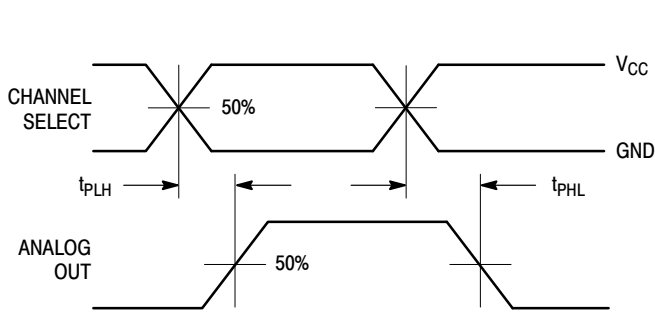 V_CC
CHANNEL
SELECT
50%
GND
t_PLH
t_PHL
ANALOG
OUT
50%